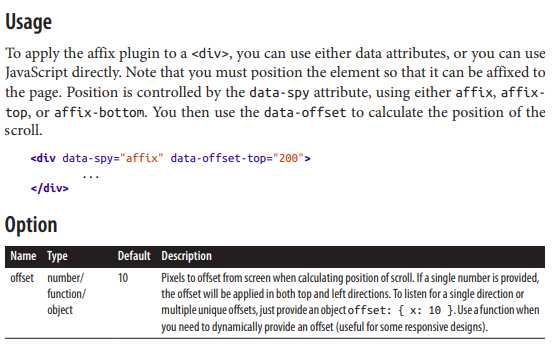 Usage
To apply the affix plugin to a <div>, you can use either data attributes, or you can use
JavaScript directly. Note that you must position the element so that it can be affixed to
the page. Position is controlled by the data-spy attribute, using either affix, affix-
top, or affix-bottom. You then use the data-offset to calculate the position of the
scroll.
<div data-spy="affix" data-offset-top="200">
...
</div>
Option
Name Type Default Description
offset number/ 10 Pixels to offset from screen when calculating position of scroll. If a single number is provided,
function/ the offset will be applied in both top and left directions. To listen for a single direction or
object multiple unique offsets, just provide an object offset: { x: 10 }. Use a function when
you need to dynamically provide an offset (useful for some responsive designs).